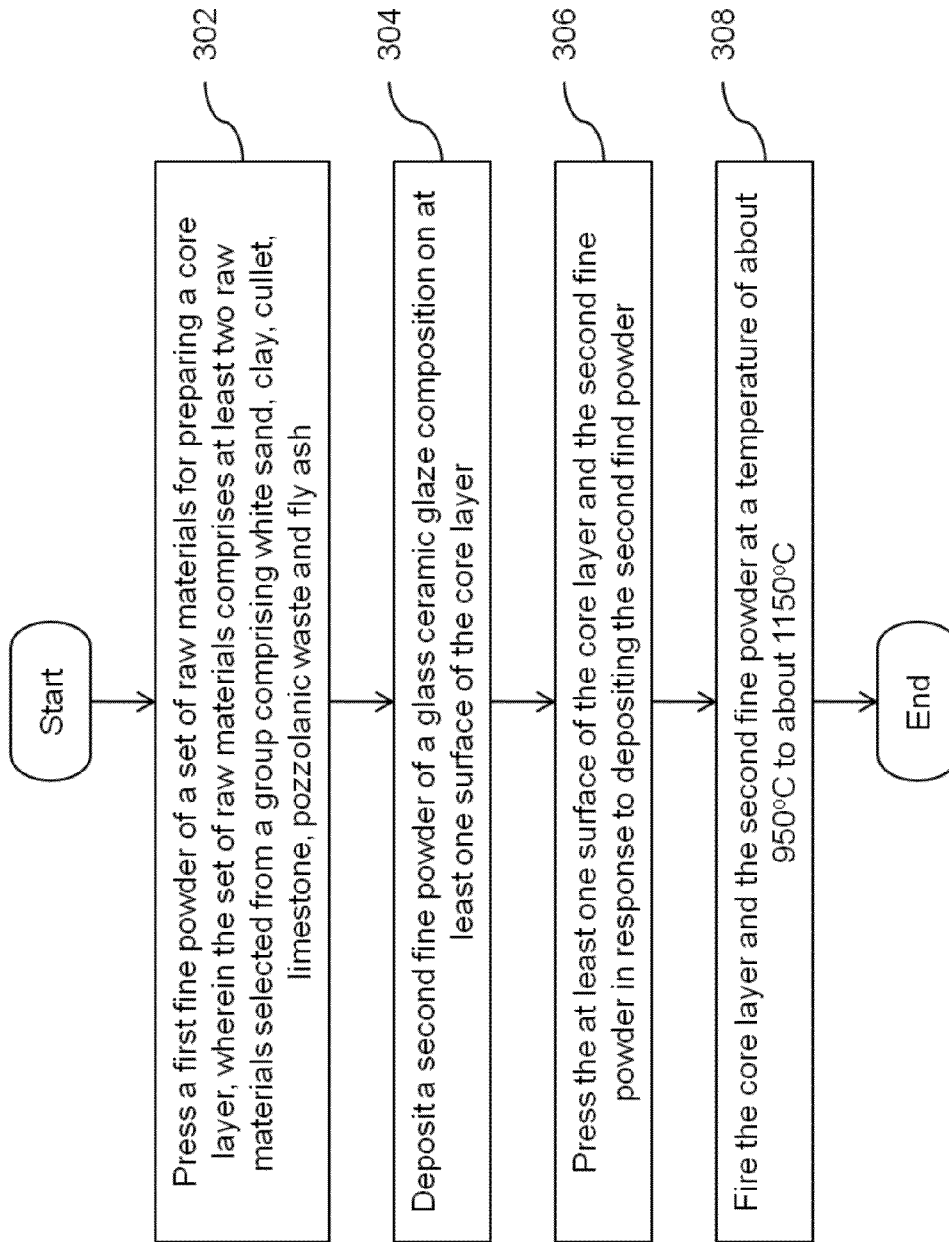 Start
Press a first fine powder of a set of raw materials for preparing a core
layer, wherein the set of raw materials comprises at least two raw
materials selected from a group comprising white sand, clay, cullet,
limestone, pozzolanic waste and fly ash
302
Deposit a second fine powder of a glass ceramic glaze composition on at
least one surface of the core layer
304
Press the at least one surface of the core layer and the second fine
powder in response to depositing the second find powder
306
Fire the core layer and the second fine powder at a temperature of about
950ºC to about 1150ºC
308
End